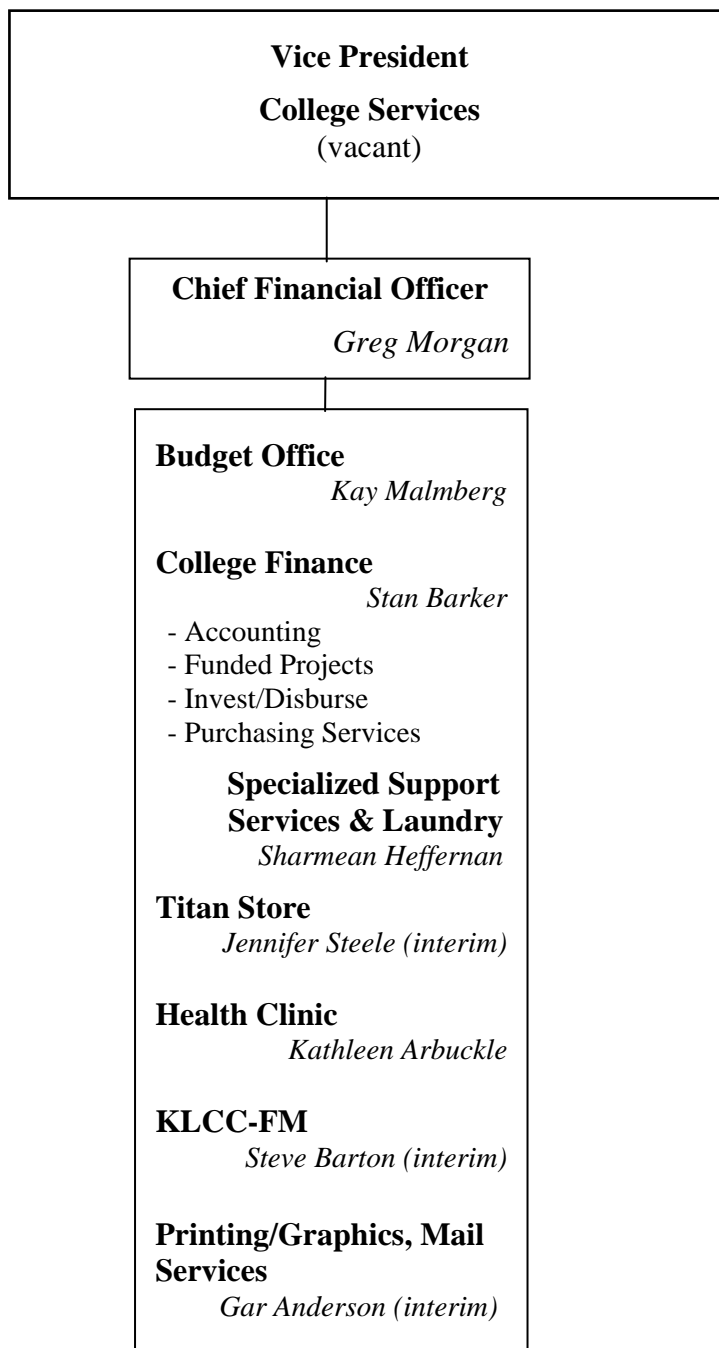 Vice President
College Services
(vacant)
Chief Financial Officer
Greg Morgan
Budget Office
Kay Malmberg
College Finance
Stan Barker
- Accounting
- Funded Projects
- Invest/Disburse
- Purchasing Services
Specialized Support
Services & Laundry
Sharmean Heffernan
Titan Store
Jennifer Steele (interim)
Health Clinic
Kathleen Arbuckle
KLCC-FM
Steve Barton (interim)
Printing/Graphics, Mail
Services
Gar Anderson (interim)